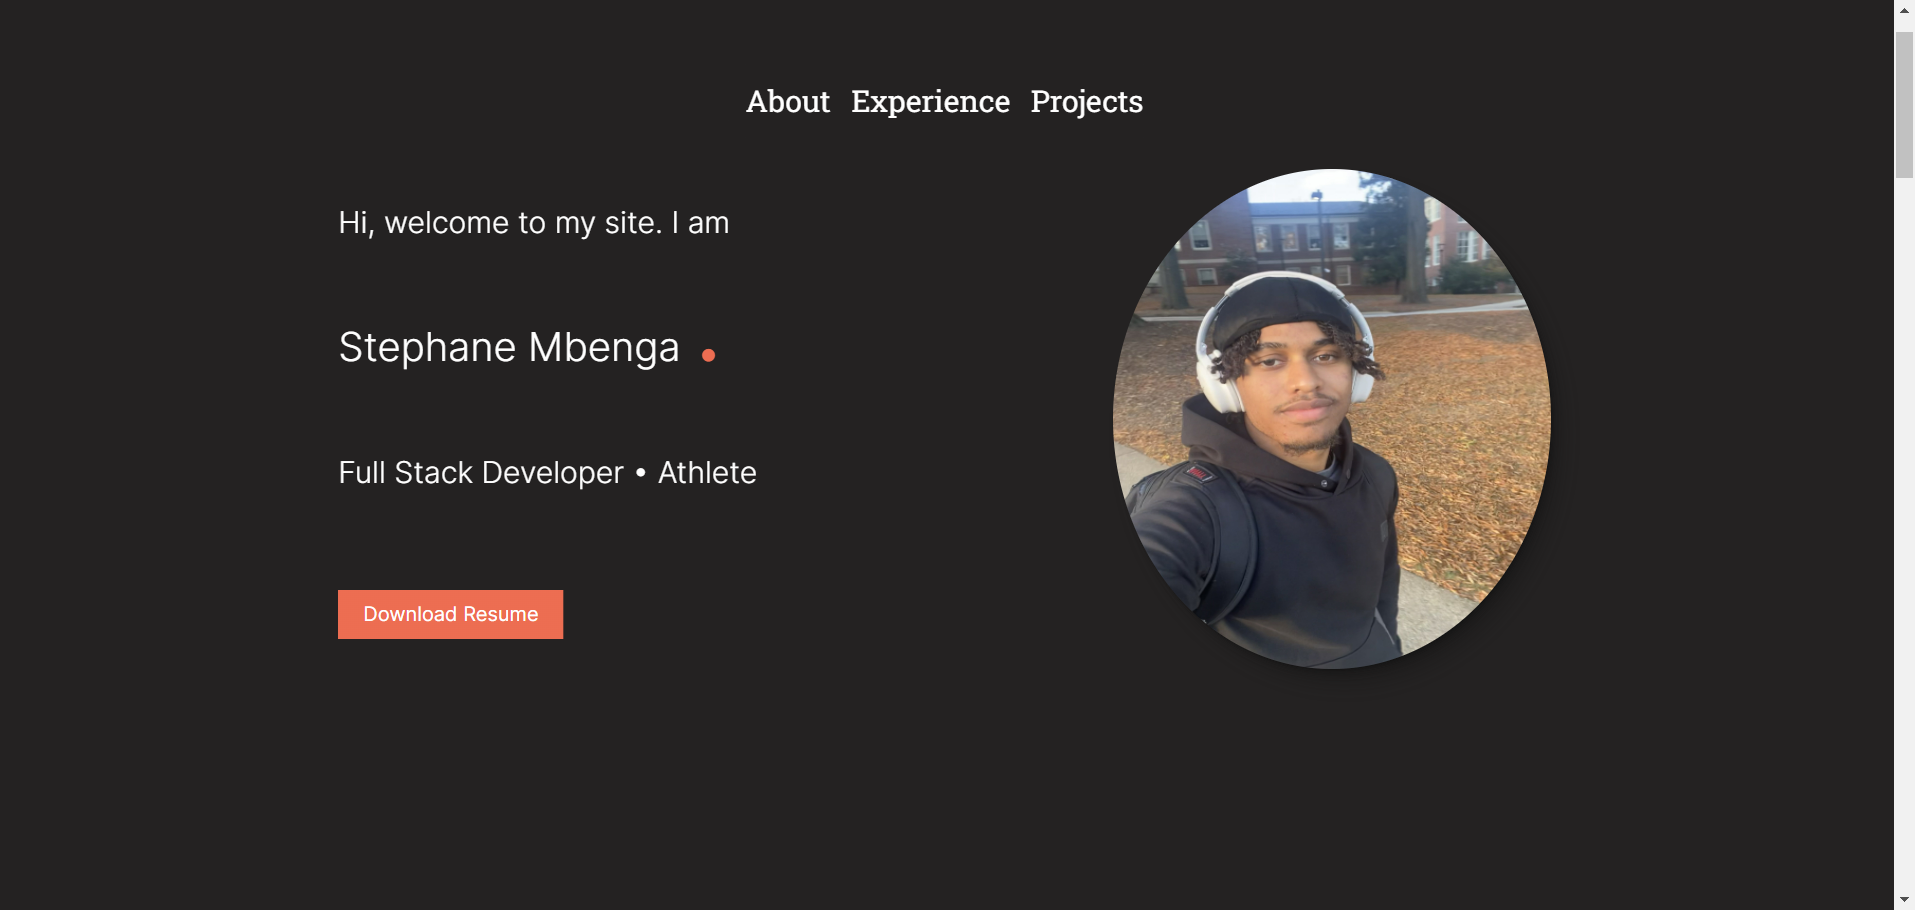 About Experience Projects
Hi, welcome to my site. I am
Stephane Mbenga
Full Stack Developer • Athlete
Download Resume